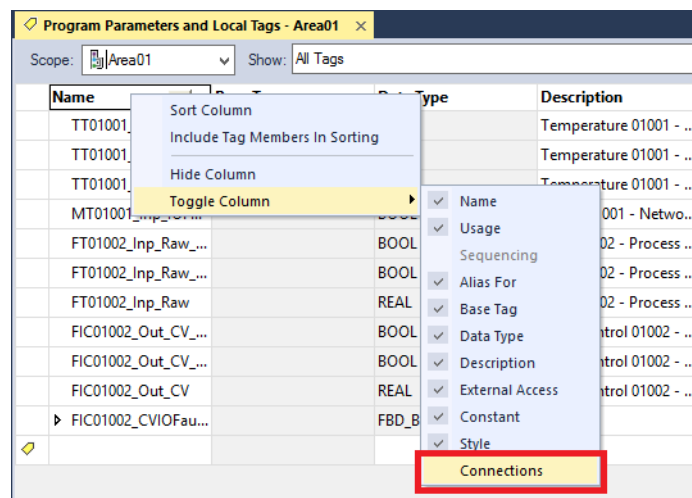 Program Parameters and Local Tags - Area01 ×
Scope: Area01 Show: All Tags
Name Type Description
Sort Column
Include Tag Members In Sorting
Hide Column
Toggle Column
TT01001_ Temperature 01001 - ..
TT01001_ Temperature 01001 - ..
TT01001_ Temperature 01001 - ..
MT01001_Inp_IOF... BOOL 001 - Netwo..
FT01002_Inp_Raw_... BOOL 02 - Process ..
FT01002_Inp_Raw_... BOOL 02 - Process ..
FT01002_Inp_Raw REAL 02 - Process ..
FIC01002_Out_CV_... BOOL ntrol 01002 - ..
FIC01002_Out_CV_... BOOL ntrol 01002 - ..
FIC01002_Out_CV REAL ntrol 01002 - ..
FIC01002_CVIOFau... FBD_B
Name
Usage
Sequencing
Alias For
Base Tag
Data Type
Description
External Access
Constant
Style
Connections